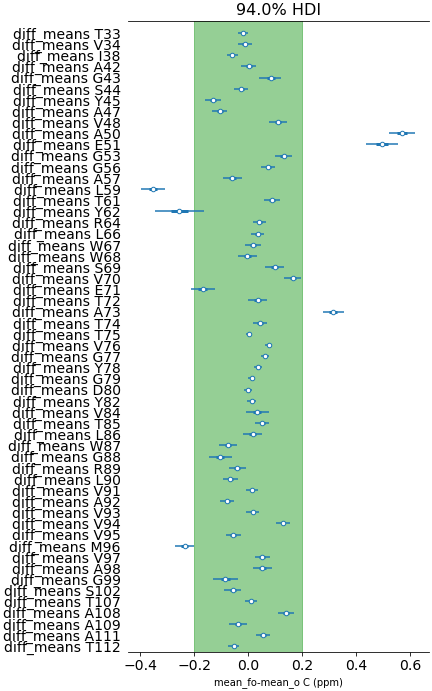 94.0% HDI
diff_means T33
diff_means V34
diff_means I38
diff_means A42
diff_means G43
diff_means S44
diff_means Y45
diff_means A47
diff_means V48
diff_means A50
diff_means E51
diff_means G53
diff_means G56
diff_means A57
diff_means L59
diff_means T61
diff_means Y62
diff_means R64
diff_means L66
diff_means W67
diff_means W68
diff_means S69
diff_means V70
diff_means E71
diff_means T72
diff_means A73
diff_means T74
diff_means T75
diff_means V76
diff_means G77
diff_means Y78
diff_means G79
diff_means D80
diff_means Y82
diff_means V84
diff_means T85
diff_means L86
diff_means W87
diff_means G88
diff_means R89
diff_means L90
diff_means V91
diff_means A92
diff_means V93
diff_means V94
diff_means V95
diff_means M96
diff_means V97
diff_means A98
diff_means G99
diff_means S102
diff_means T107
diff_means A108
diff_means A109
diff_means A111
diff_means T112
−0.4 −0.2 0.0 0.2 0.4 0.6
mean_fo-mean_o C (ppm)